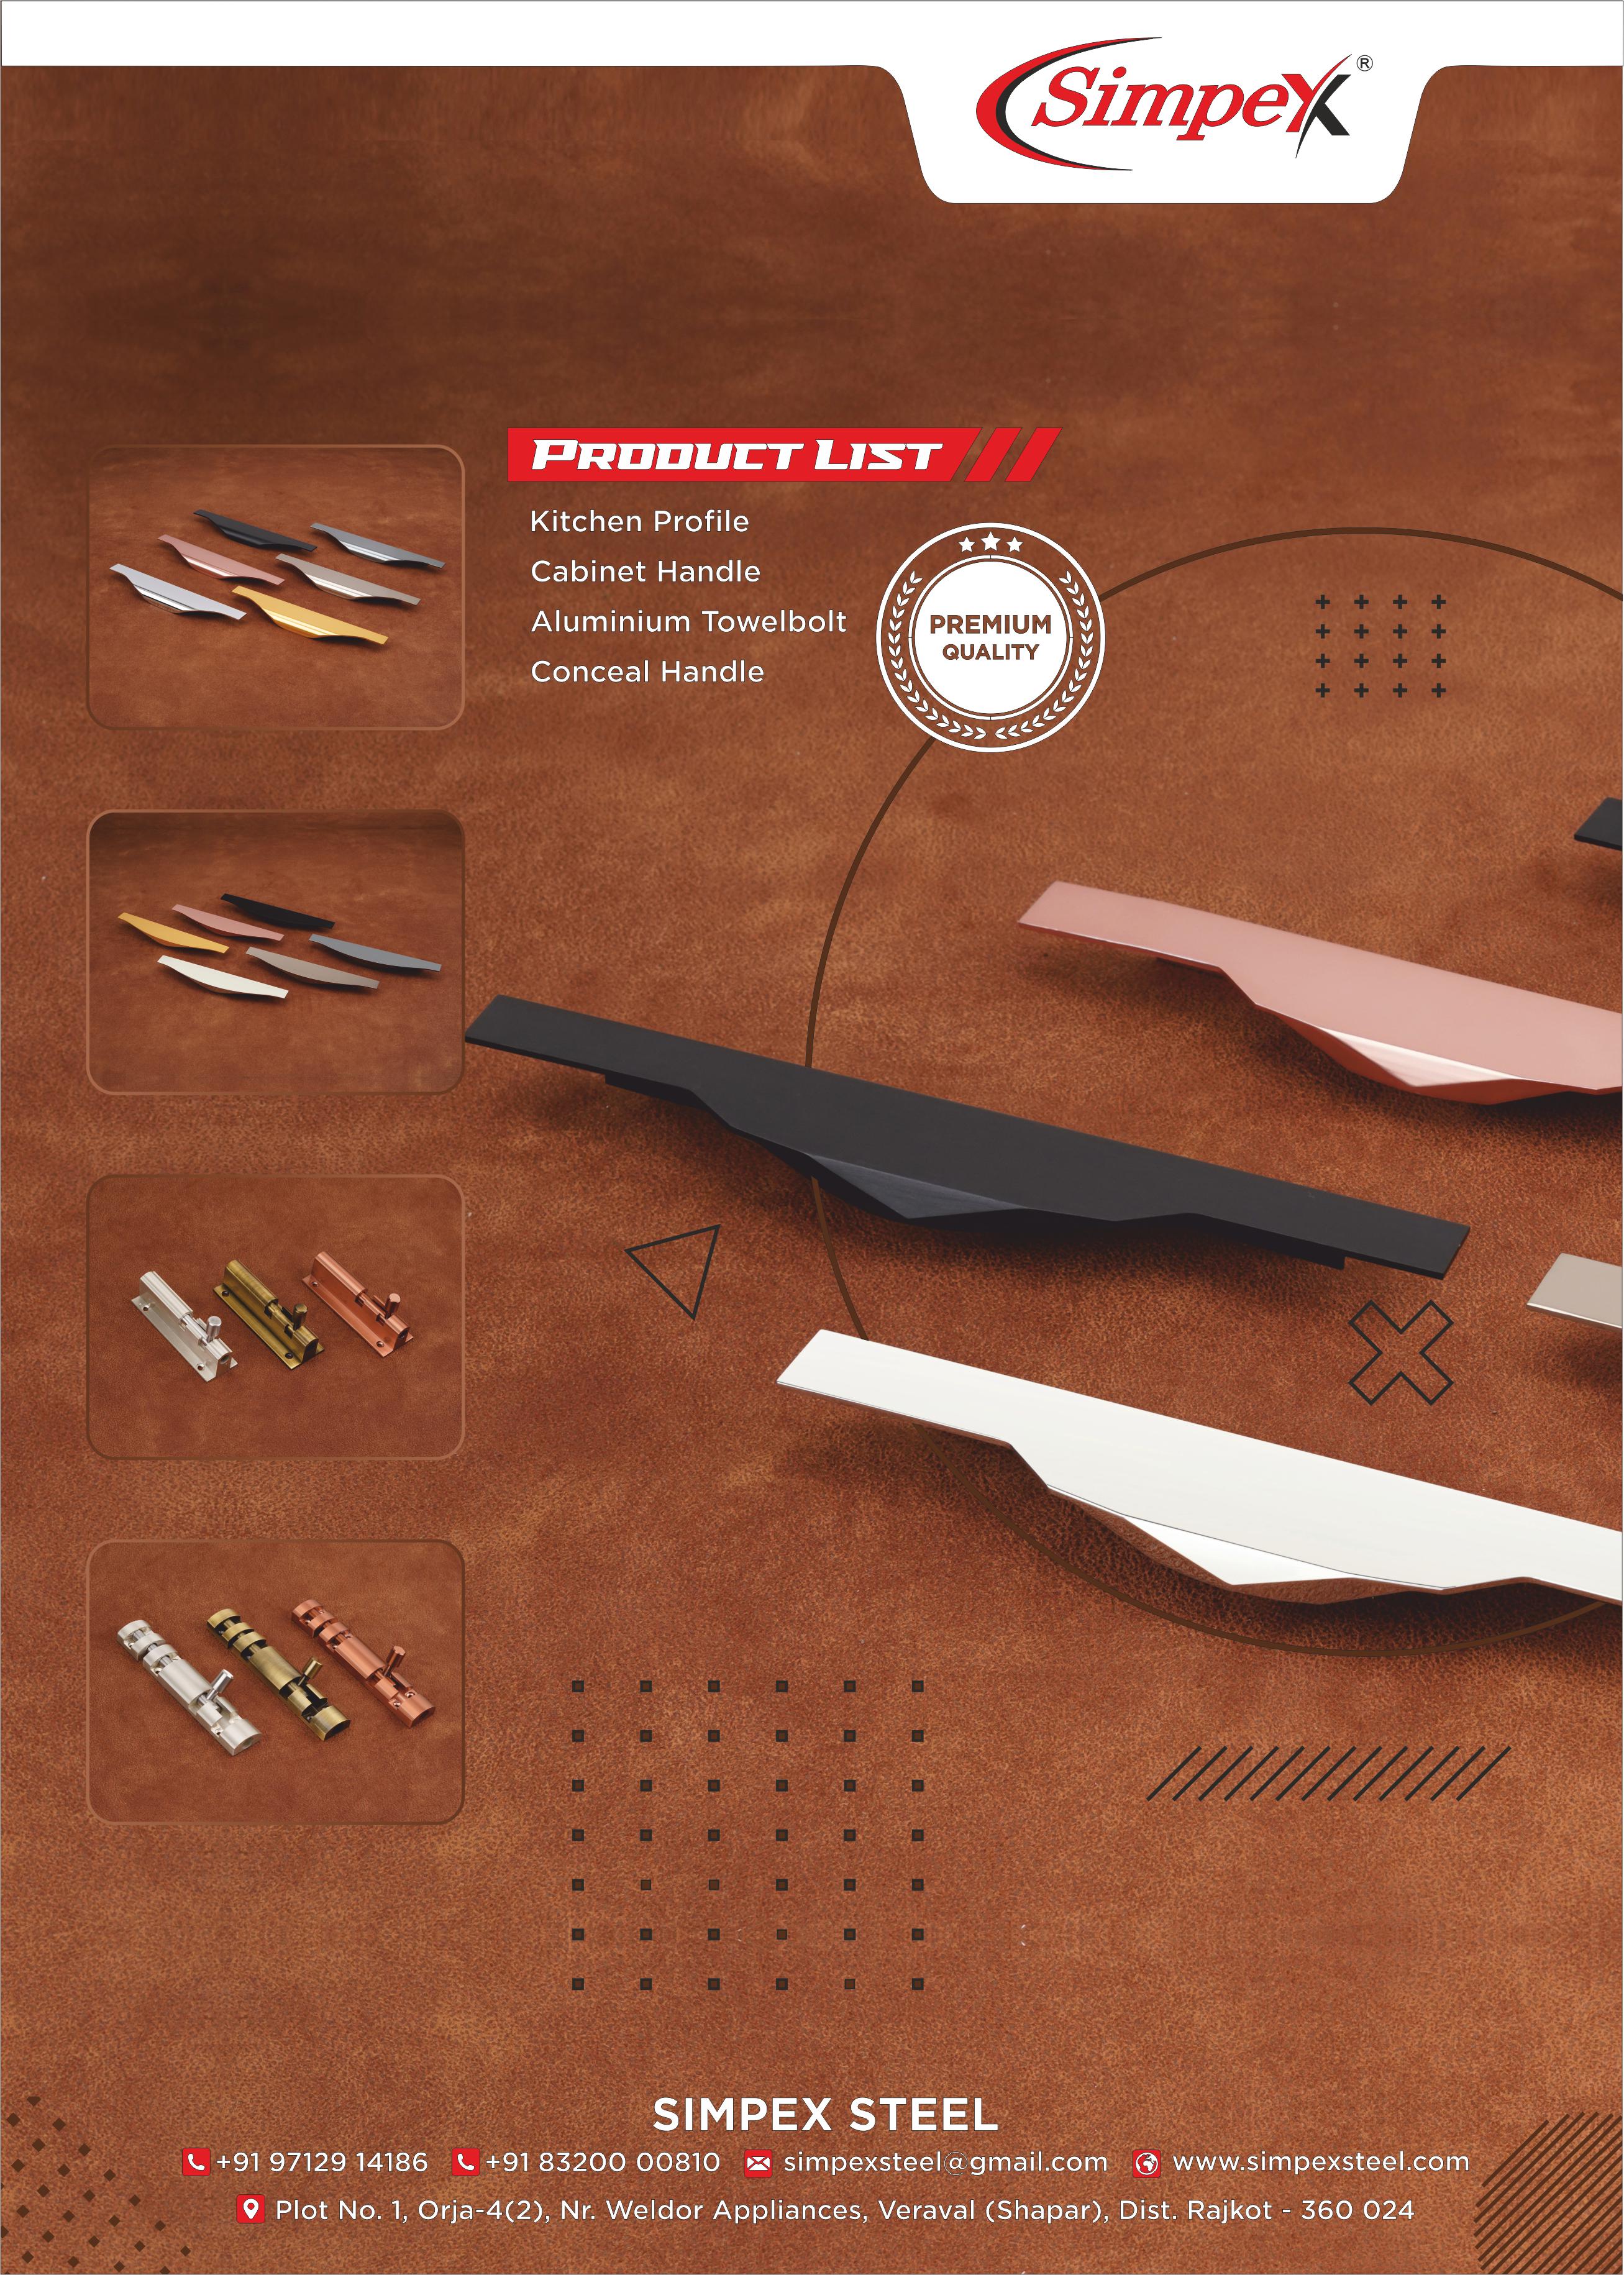 Simpex®
PRODUCT LIST
Kitchen Profile
Cabinet Handle
Aluminium Towelbolt
Conceal Handle
PREMIUM
QUALITY
SIMPEX STEEL
+91 97129 14186 +91 83200 00810 simpexsteel@gmail.com www.simpexsteel.com
Plot No. 1, Orja-4(2), Nr. Weldor Appliances, Veraval (Shapar), Dist. Rajkot - 360 024